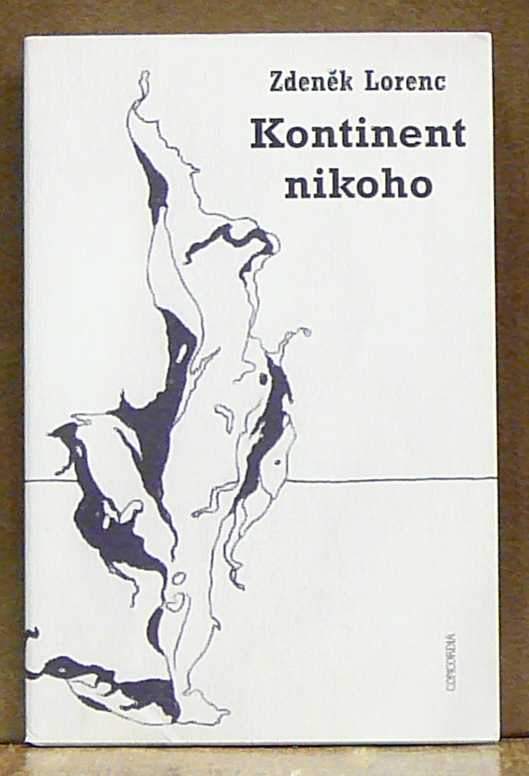 Zdeněk Lorenc
Kontinent
nikoho
CONCORDIA